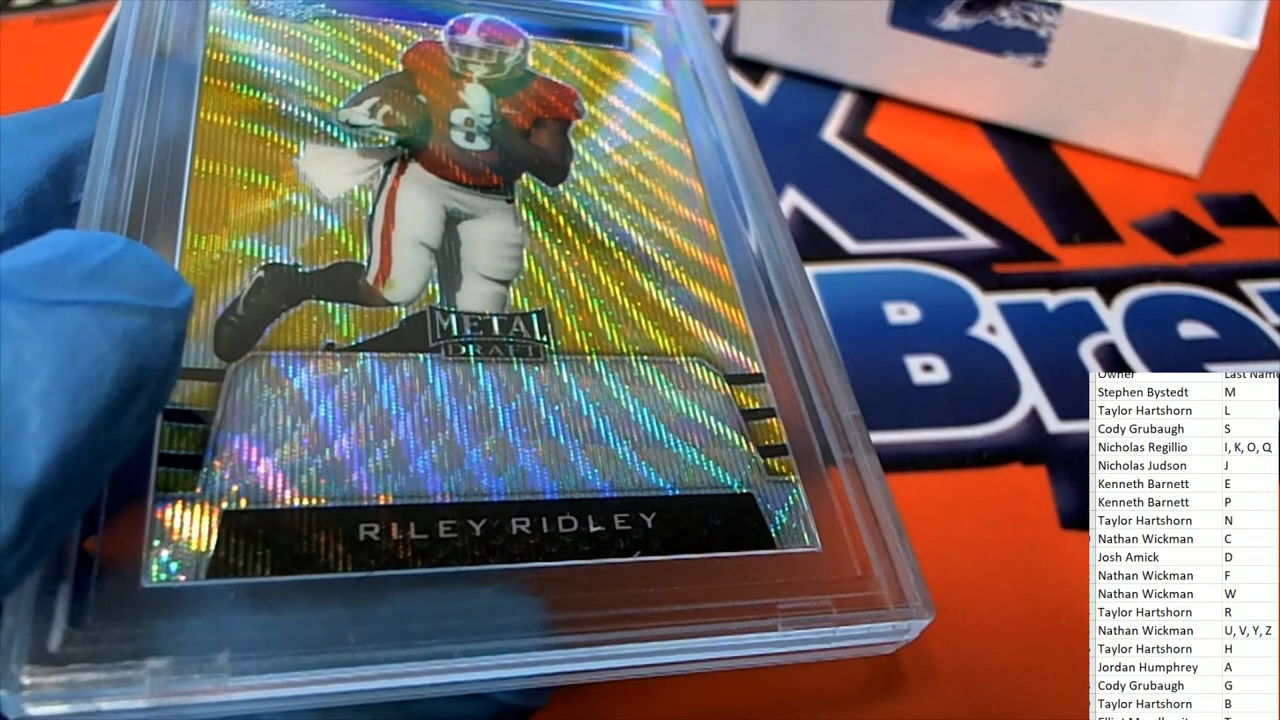 8
METAL
DRAFT
RILEY RIDLEY
Bre
Owner Last Name
Stephen Bystedt M
Taylor Hartshorn L
Cody Grubaugh S
Nicholas Regillio I, K, O, Q
Nicholas Judson J
Kenneth Barnett E
Kenneth Barnett P
Taylor Hartshorn N
Nathan Wickman C
Josh Amick D
Nathan Wickman F
Nathan Wickman W
Taylor Hartshorn R
Nathan Wickman U, V, Y, Z
Taylor Hartshorn H
Jordan Humphrey A
Cody Grubaugh G
Taylor Hartshorn B